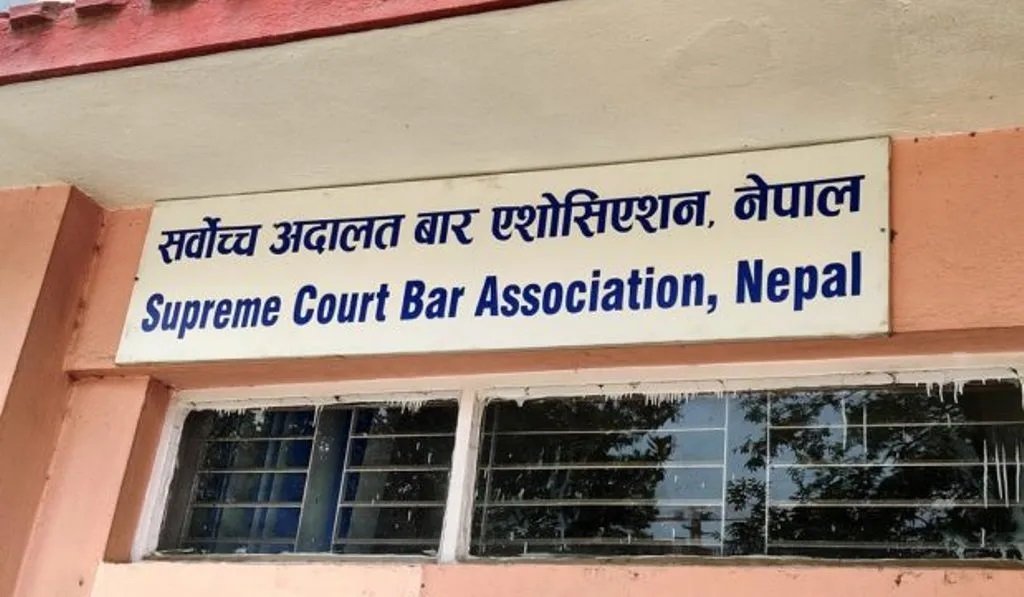 सर्वोच्च अदालत बार एशोसिएशन, नेपाल
Supreme Court Bar Association, Nepal